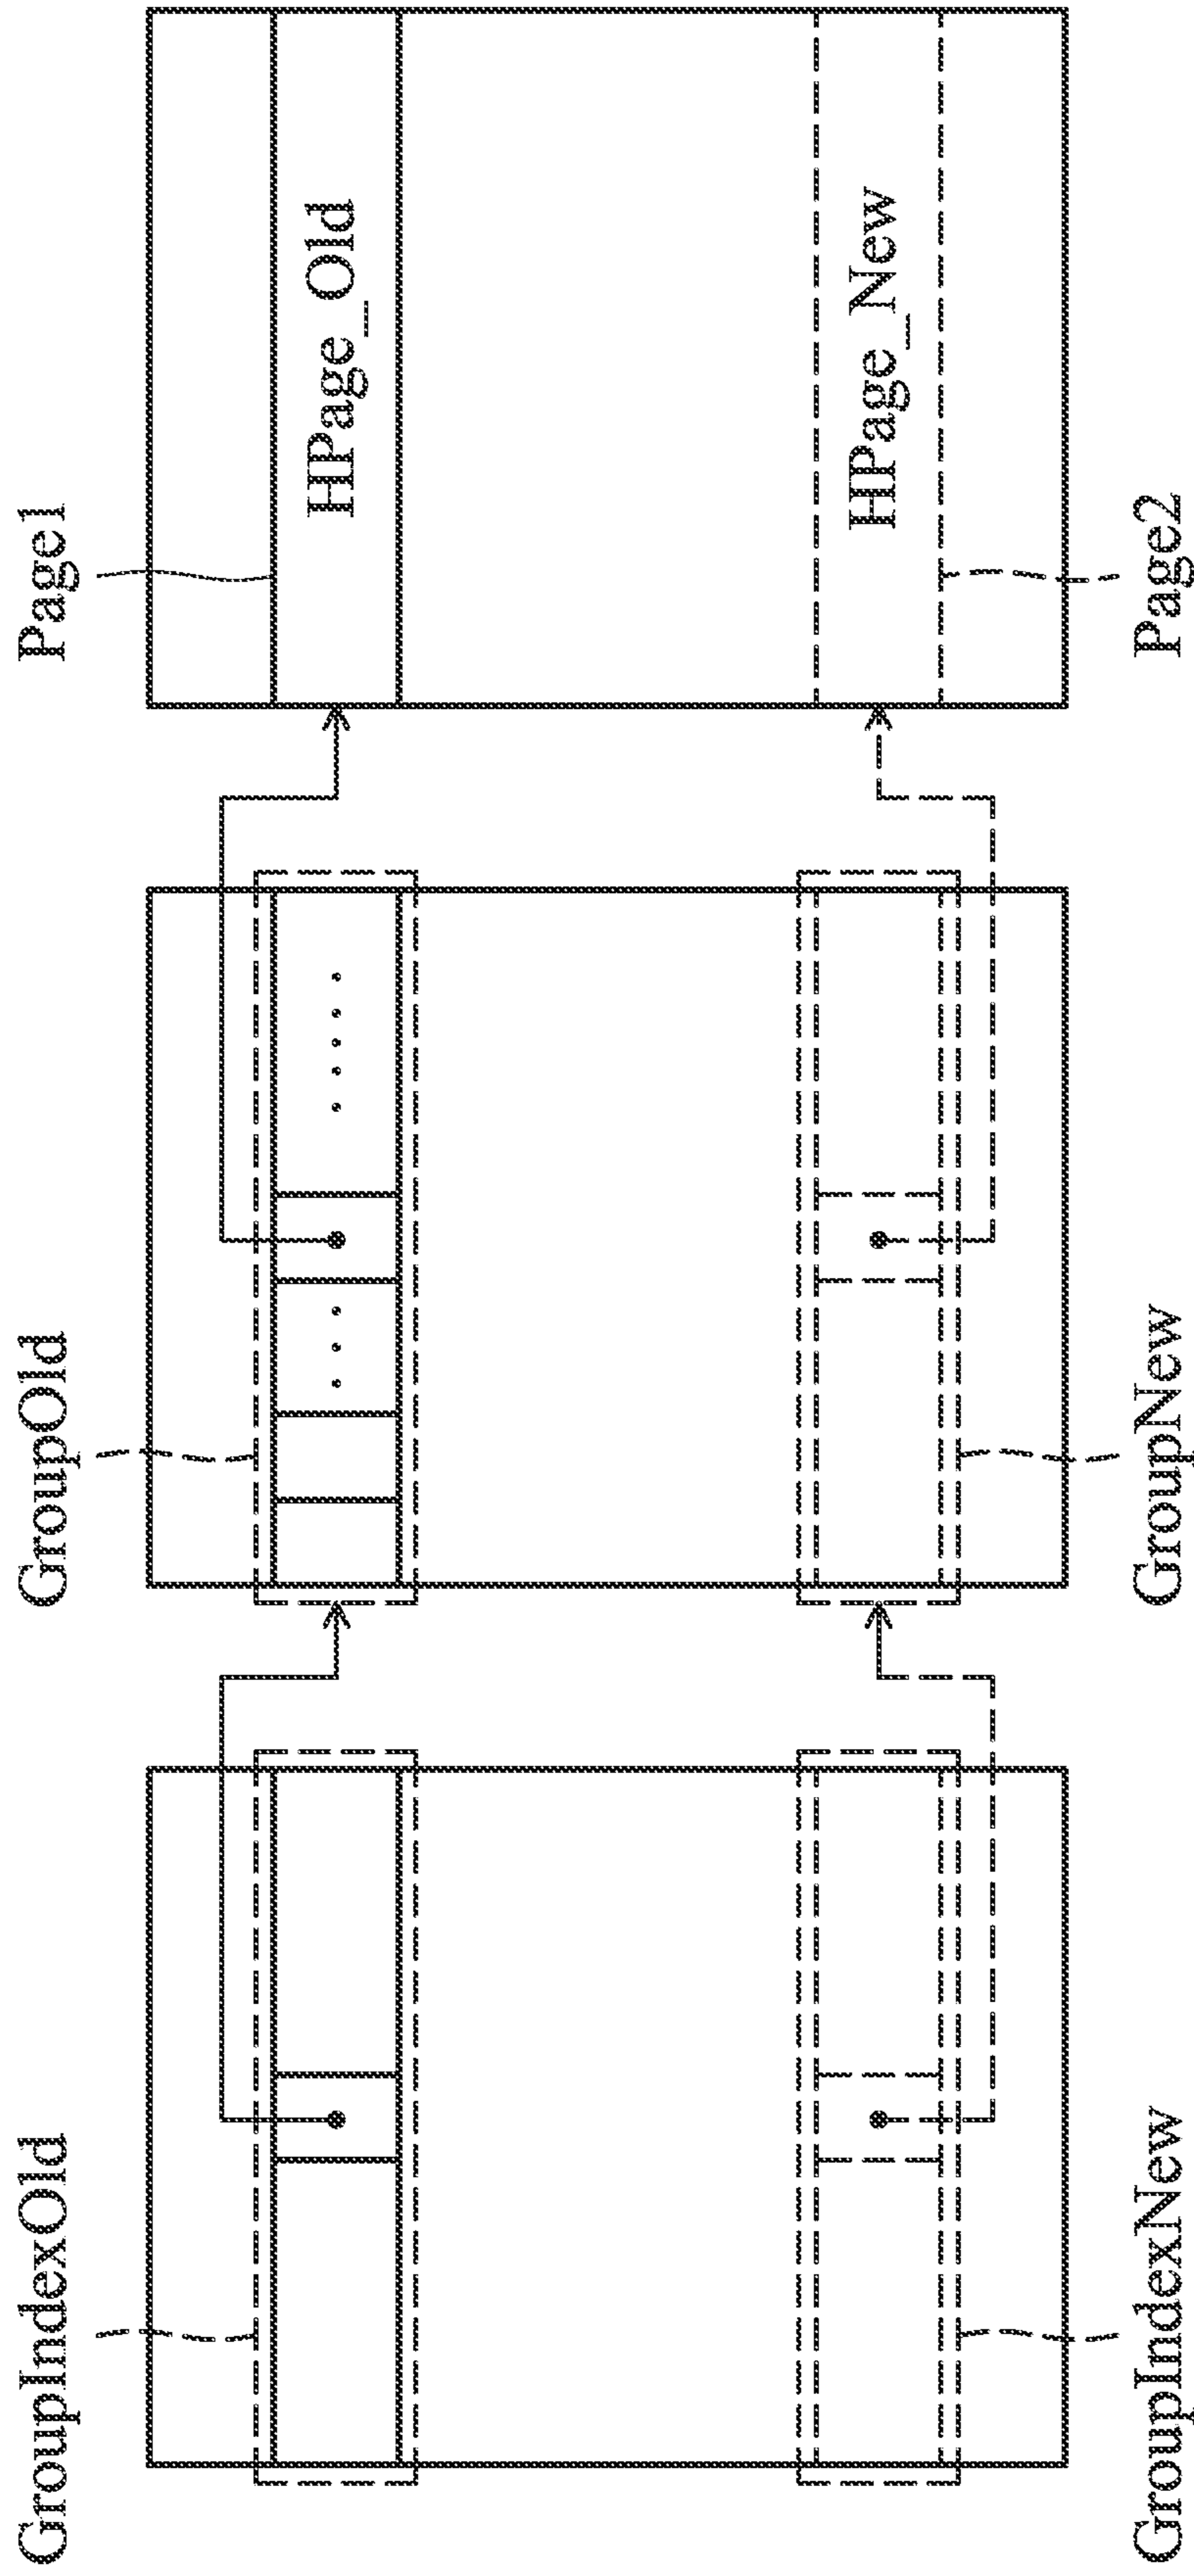 GroupIndexOld
GroupOld
Page1
HPage_Old
HPage_New
GroupIndexNew
GroupNew
Page2